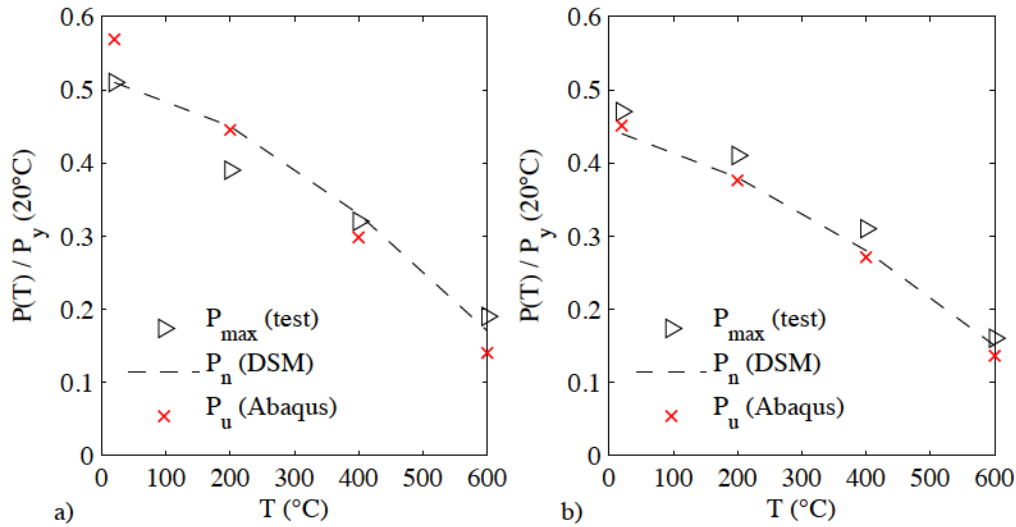 0.6
0.5
0.4
0.3
0.2
0.1
0
P(T) / P_y (20°C)
P_max (test)
P_n (DSM)
P_u (Abaqus)
0 100 200 300 400 500 600
T (°C)
a)
0.6
0.5
0.4
0.3
0.2
0.1
0
P(T) / P_y (20°C)
P_max (test)
P_n (DSM)
P_u (Abaqus)
0 100 200 300 400 500 600
T (°C)
b)